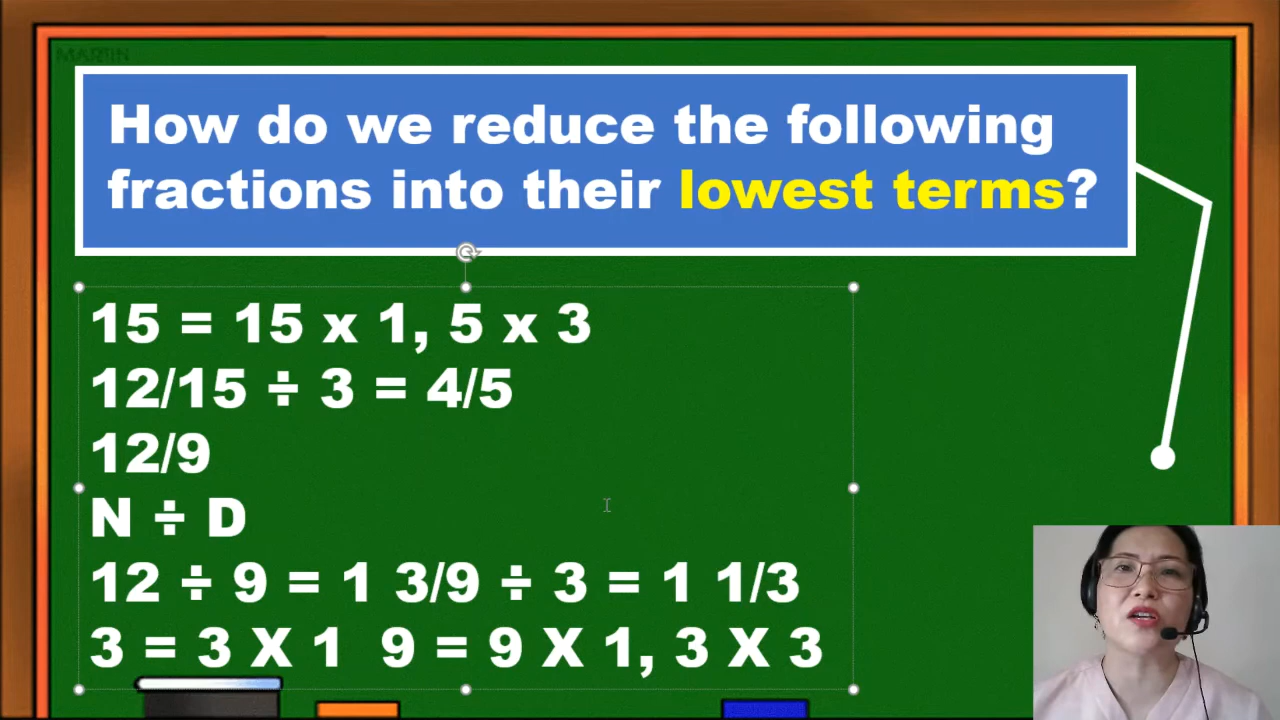 MARTIN
How do we reduce the following
fractions into their lowest terms?
15 = 15 x 1, 5 x 3
12/15 ÷ 3 = 4/5
12/9
N ÷ D
12 ÷ 9 = 1 3/9 ÷ 3 = 1 1/3
3 = 3 X 1 9 = 9 X 1, 3 X 3